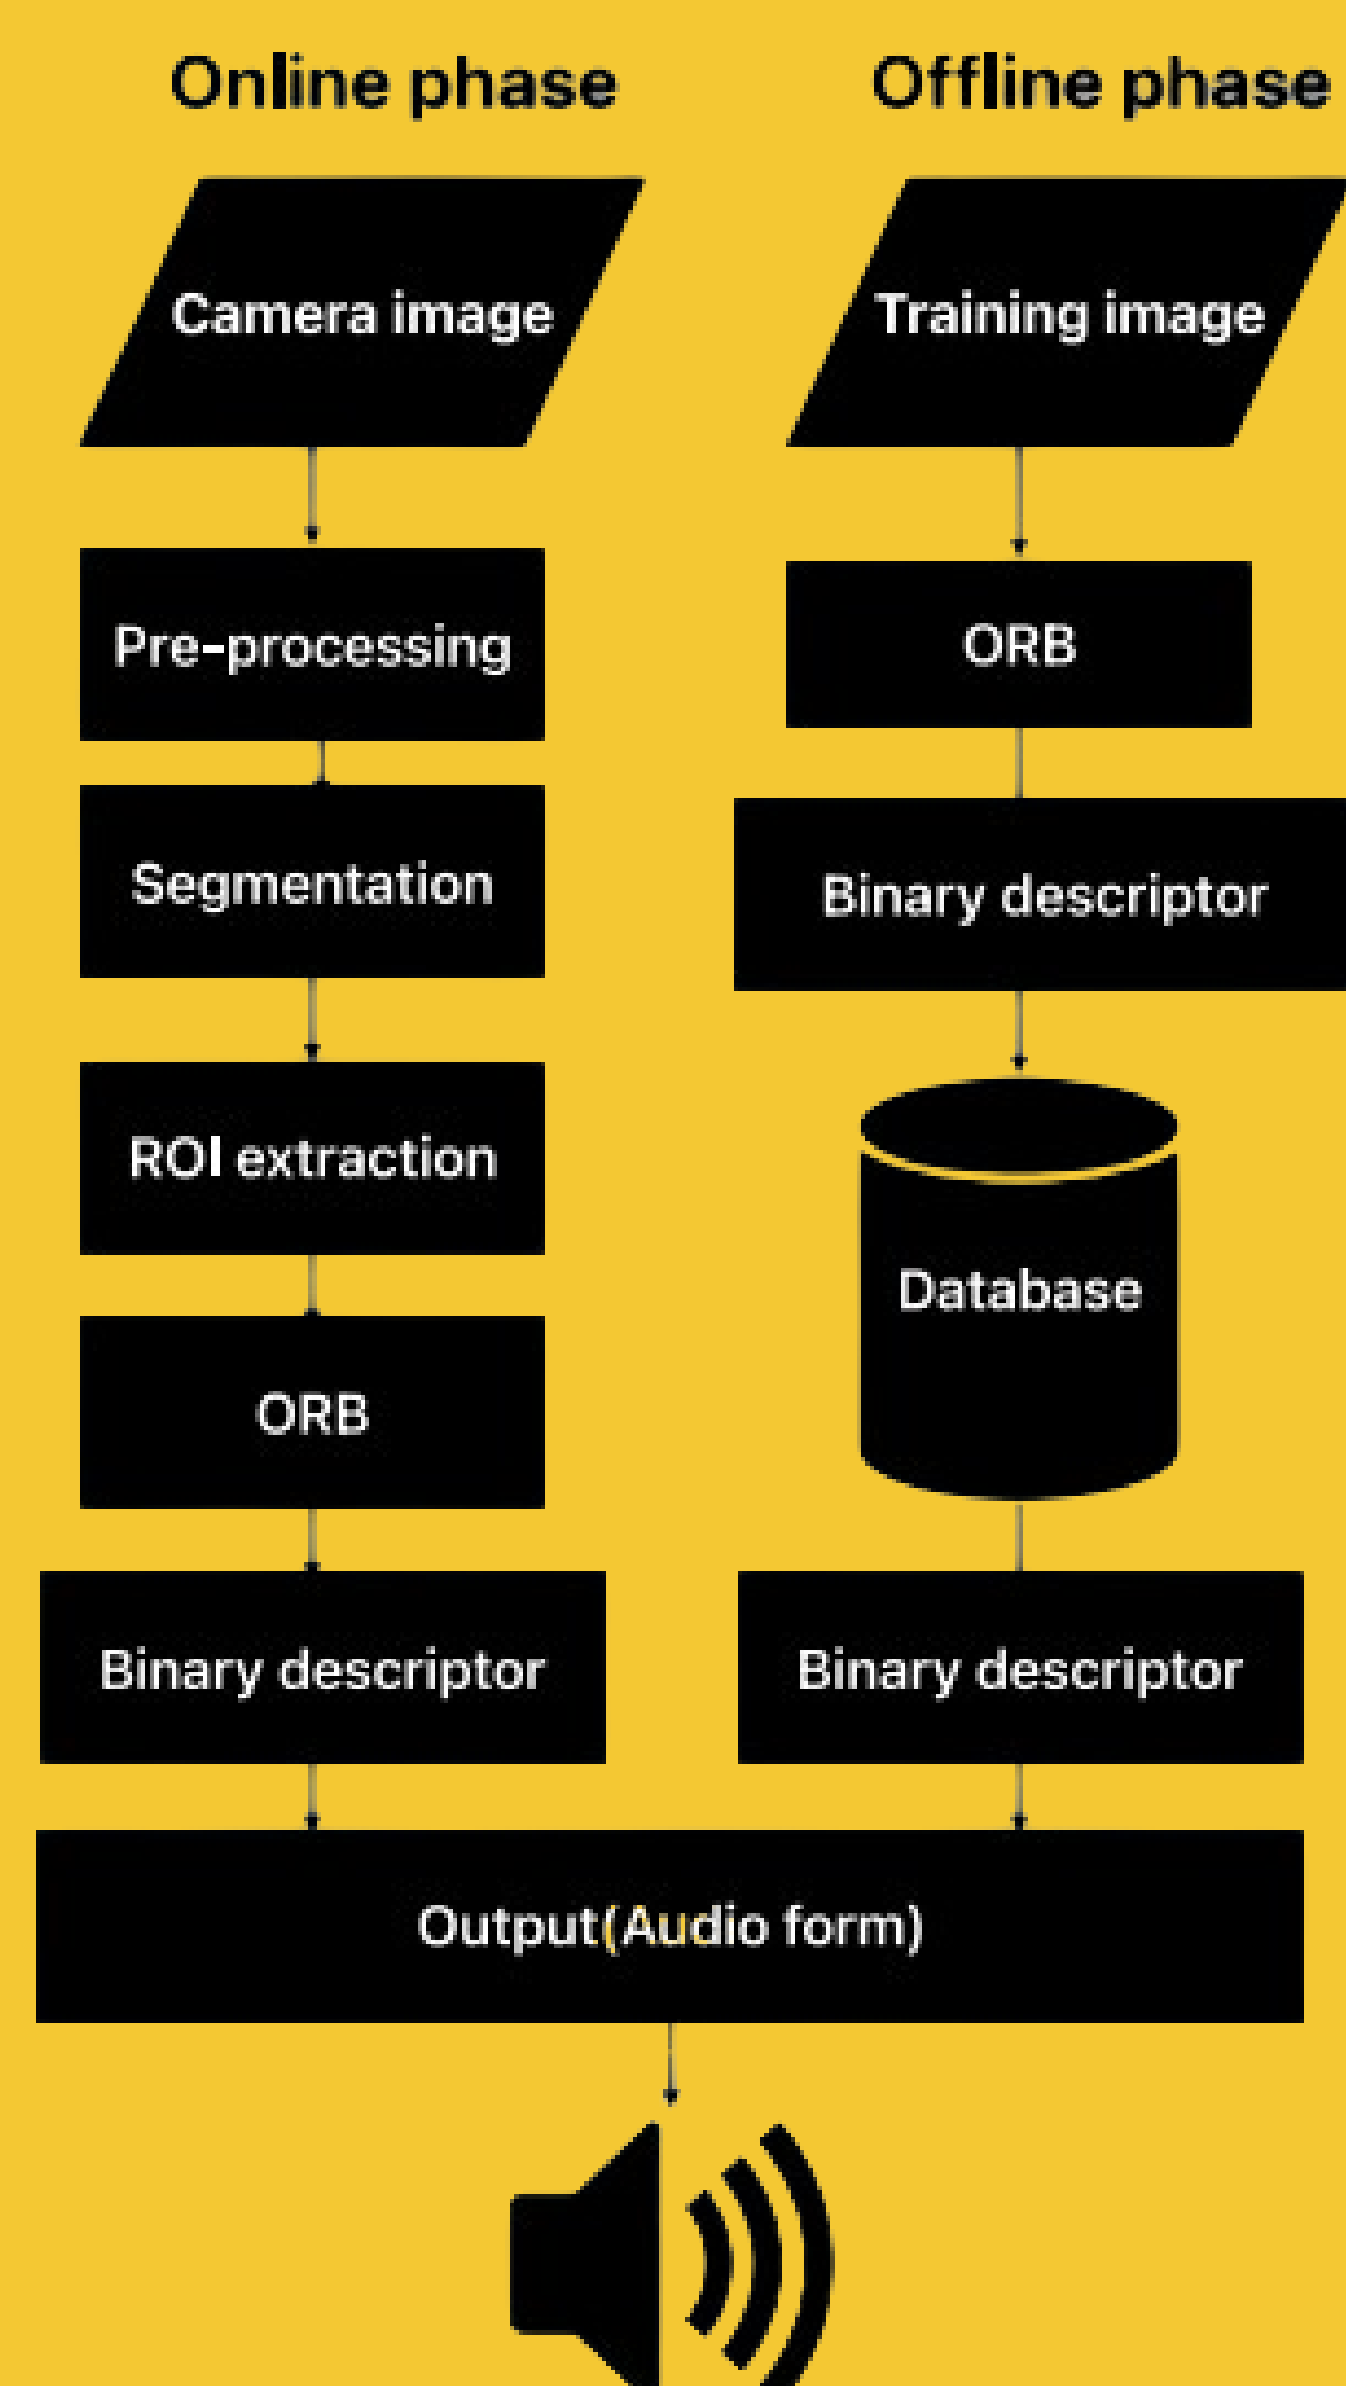 Online phase
Offline phase
Camera image
Training image
Pre-processing
ORB
Segmentation
Binary descriptor
ROI extraction
Database
ORB
Binary descriptor
Binary descriptor
Output(Audio form)